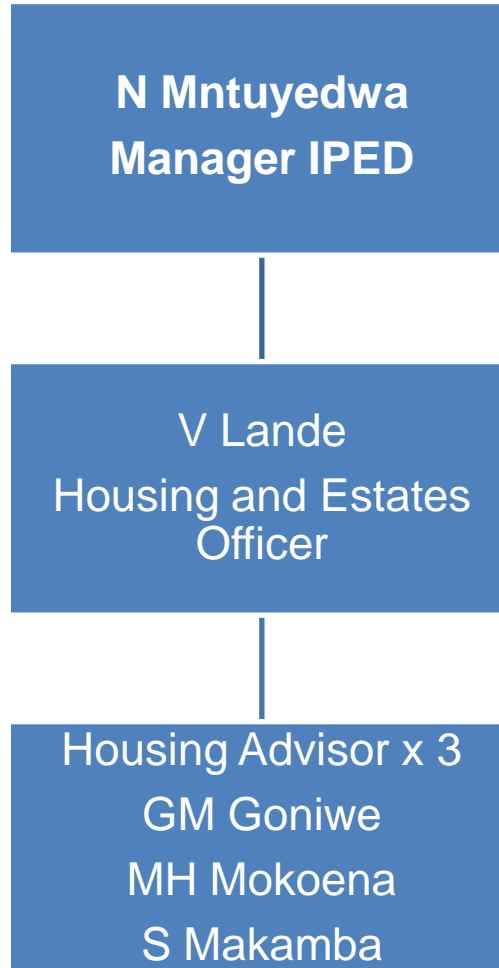 N Mntuyedwa
Manager IPED
V Lande
Housing and Estates
Officer
Housing Advisor x 3
GM Goniwe
MH Mokoena
S Makamba